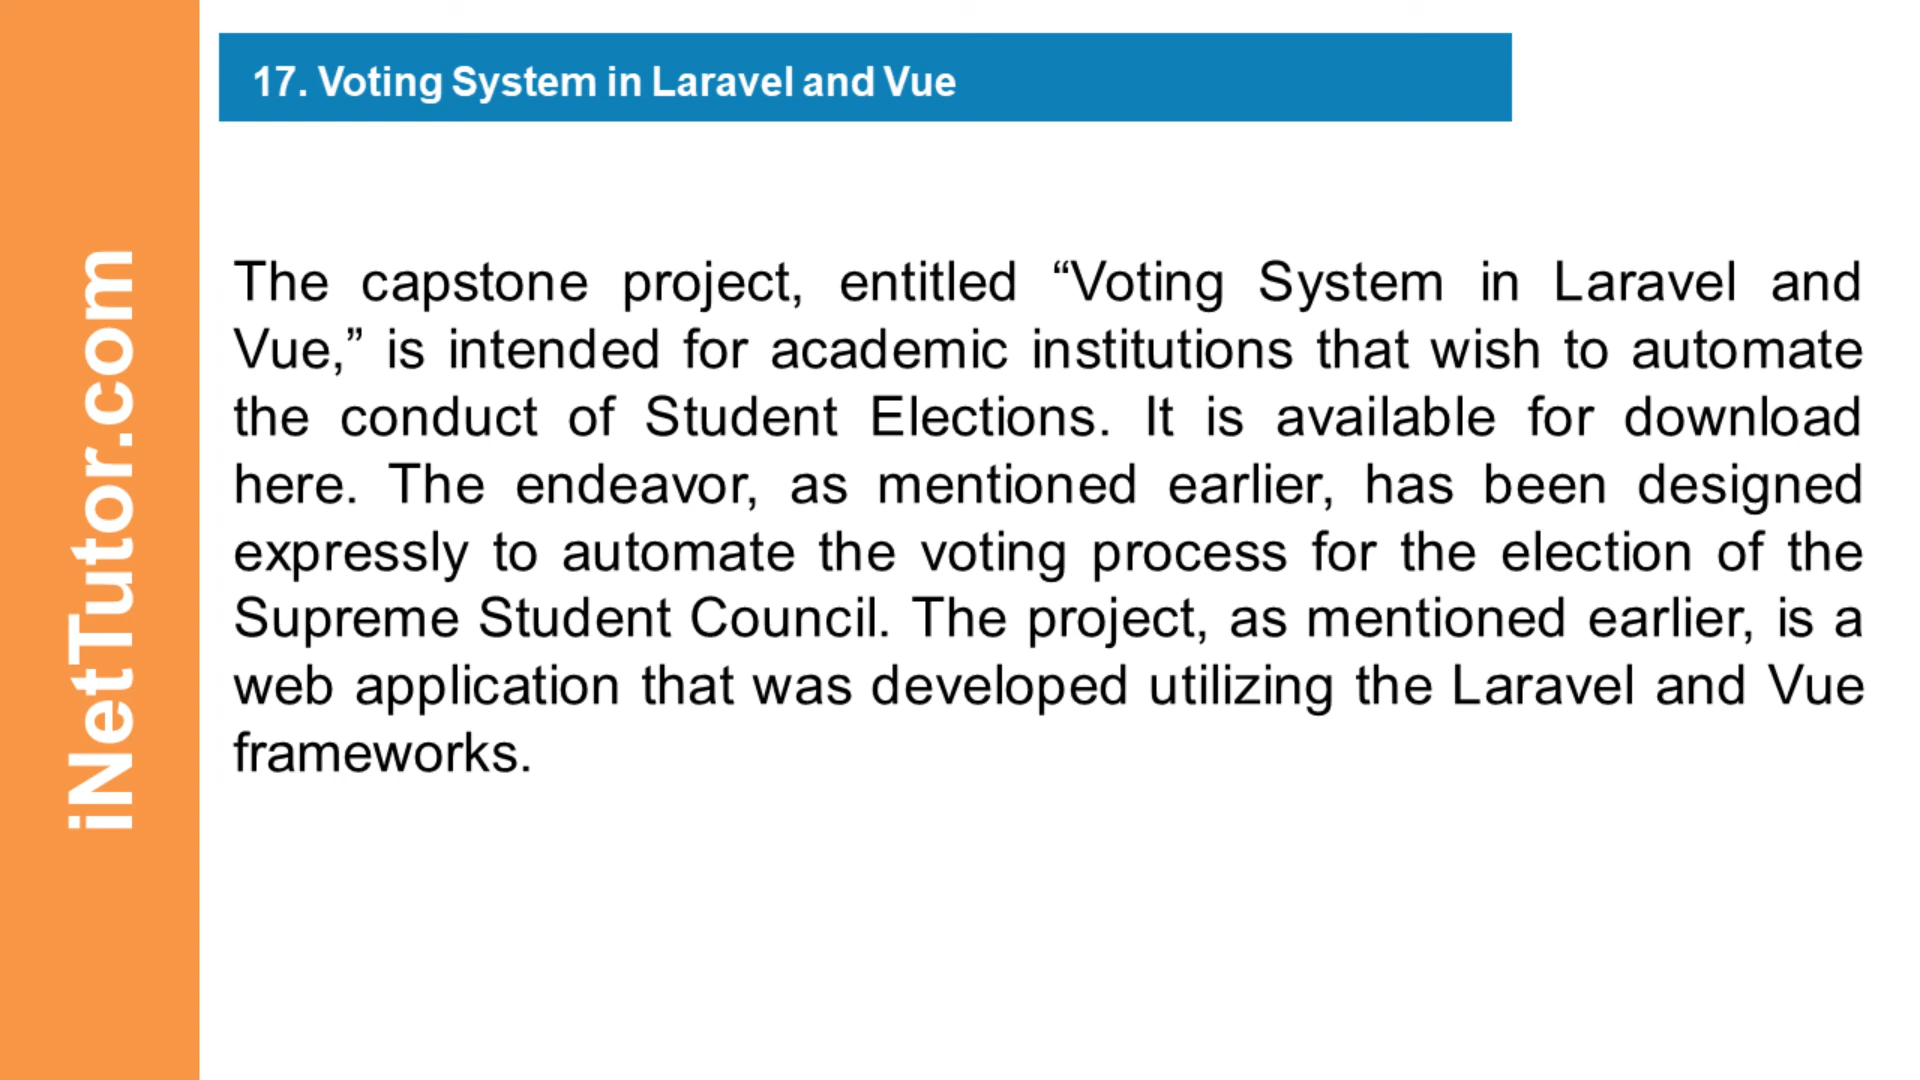 17. Voting System in Laravel and Vue
iNetTutor.com
The capstone project, entitled “Voting System in Laravel and
Vue,” is intended for academic institutions that wish to automate
the conduct of Student Elections. It is available for download
here. The endeavor, as mentioned earlier, has been designed
expressly to automate the voting process for the election of the
Supreme Student Council. The project, as mentioned earlier, is a
web application that was developed utilizing the Laravel and Vue
frameworks.